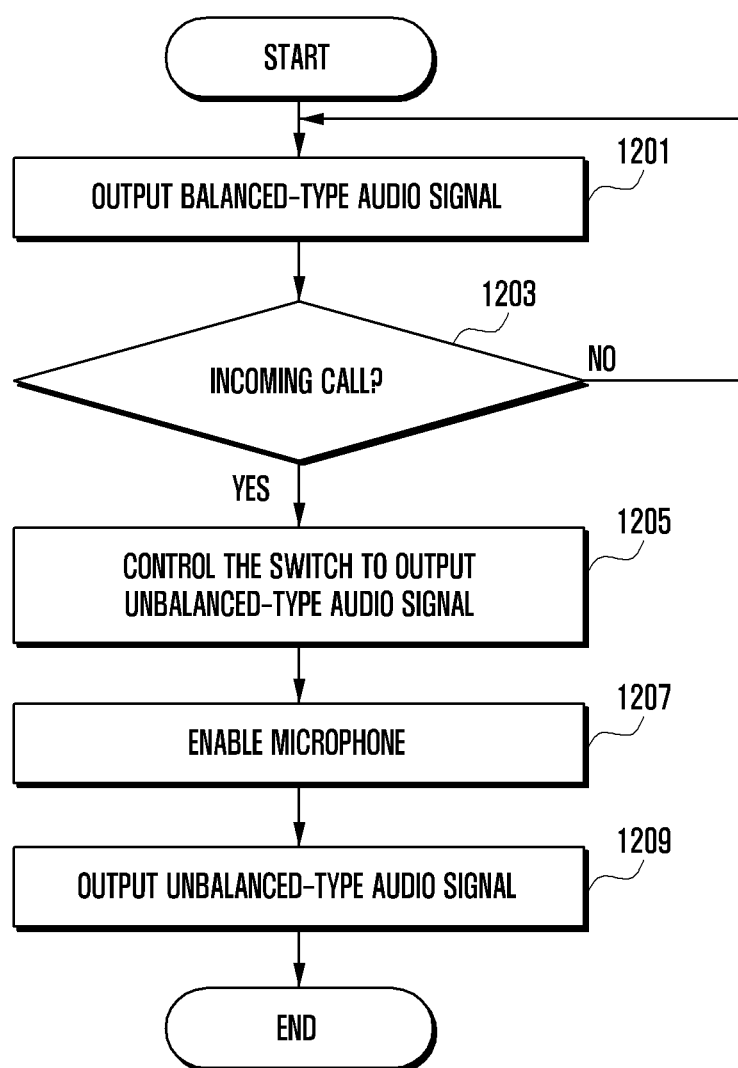 START
1201
OUTPUT BALANCED-TYPE AUDIO SIGNAL
1203
INCOMING CALL?
NO
YES
1205
CONTROL THE SWITCH TO OUTPUT
UNBALANCED-TYPE AUDIO SIGNAL
1207
ENABLE MICROPHONE
1209
OUTPUT UNBALANCED-TYPE AUDIO SIGNAL
END